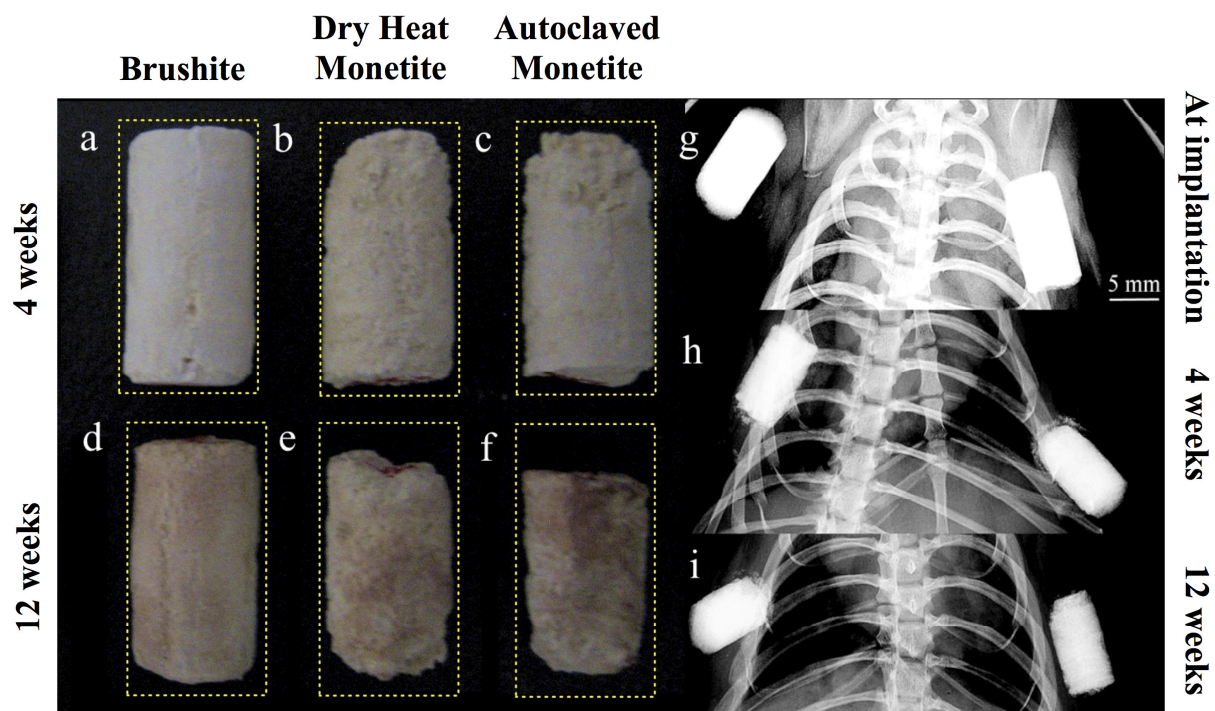 Brushite
Dry Heat
Monetite
Autoclaved
Monetite
4 weeks
12 weeks
a
b
c
d
e
f
g
5 mm
h
i
At implantation
4 weeks
12 weeks